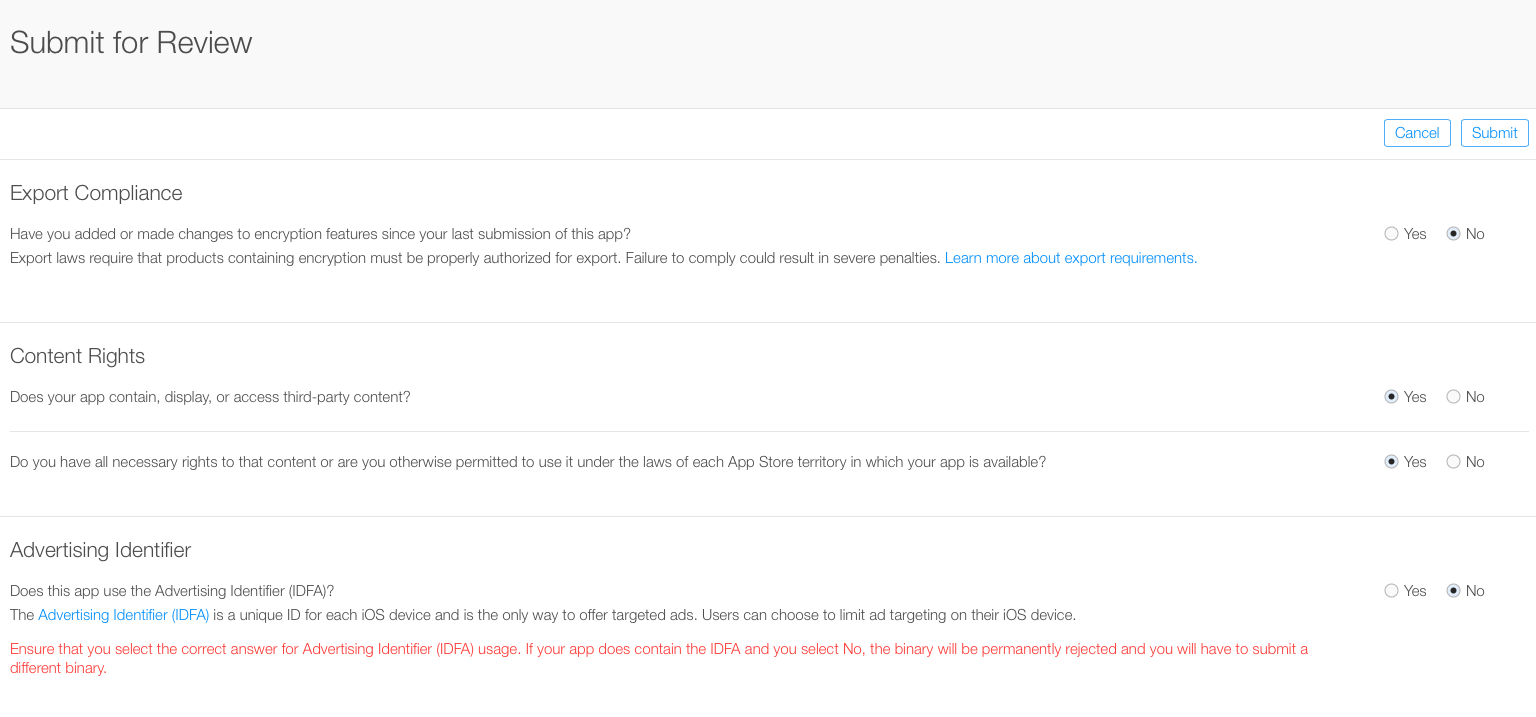 Submit for Review
Cancel Submit
Export Compliance
Have you added or made changes to encryption features since your last submission of this app? Yes No
Export laws require that products containing encryption must be properly authorized for export. Failure to comply could result in severe penalties. Learn more about export requirements.
Content Rights
Does your app contain, display, or access third-party content? Yes No
Do you have all necessary rights to that content or are you otherwise permitted to use it under the laws of each App Store territory in which your app is available? Yes No
Advertising Identifier
Does this app use the Advertising Identifier (IDFA)? Yes No
The Advertising Identifier (IDFA) is a unique ID for each iOS device and is the only way to offer targeted ads. Users can choose to limit ad targeting on their iOS device.
Ensure that you select the correct answer for Advertising Identifier (IDFA) usage. If your app does contain the IDFA and you select No, the binary will be permanently rejected and you will have to submit a
different binary.